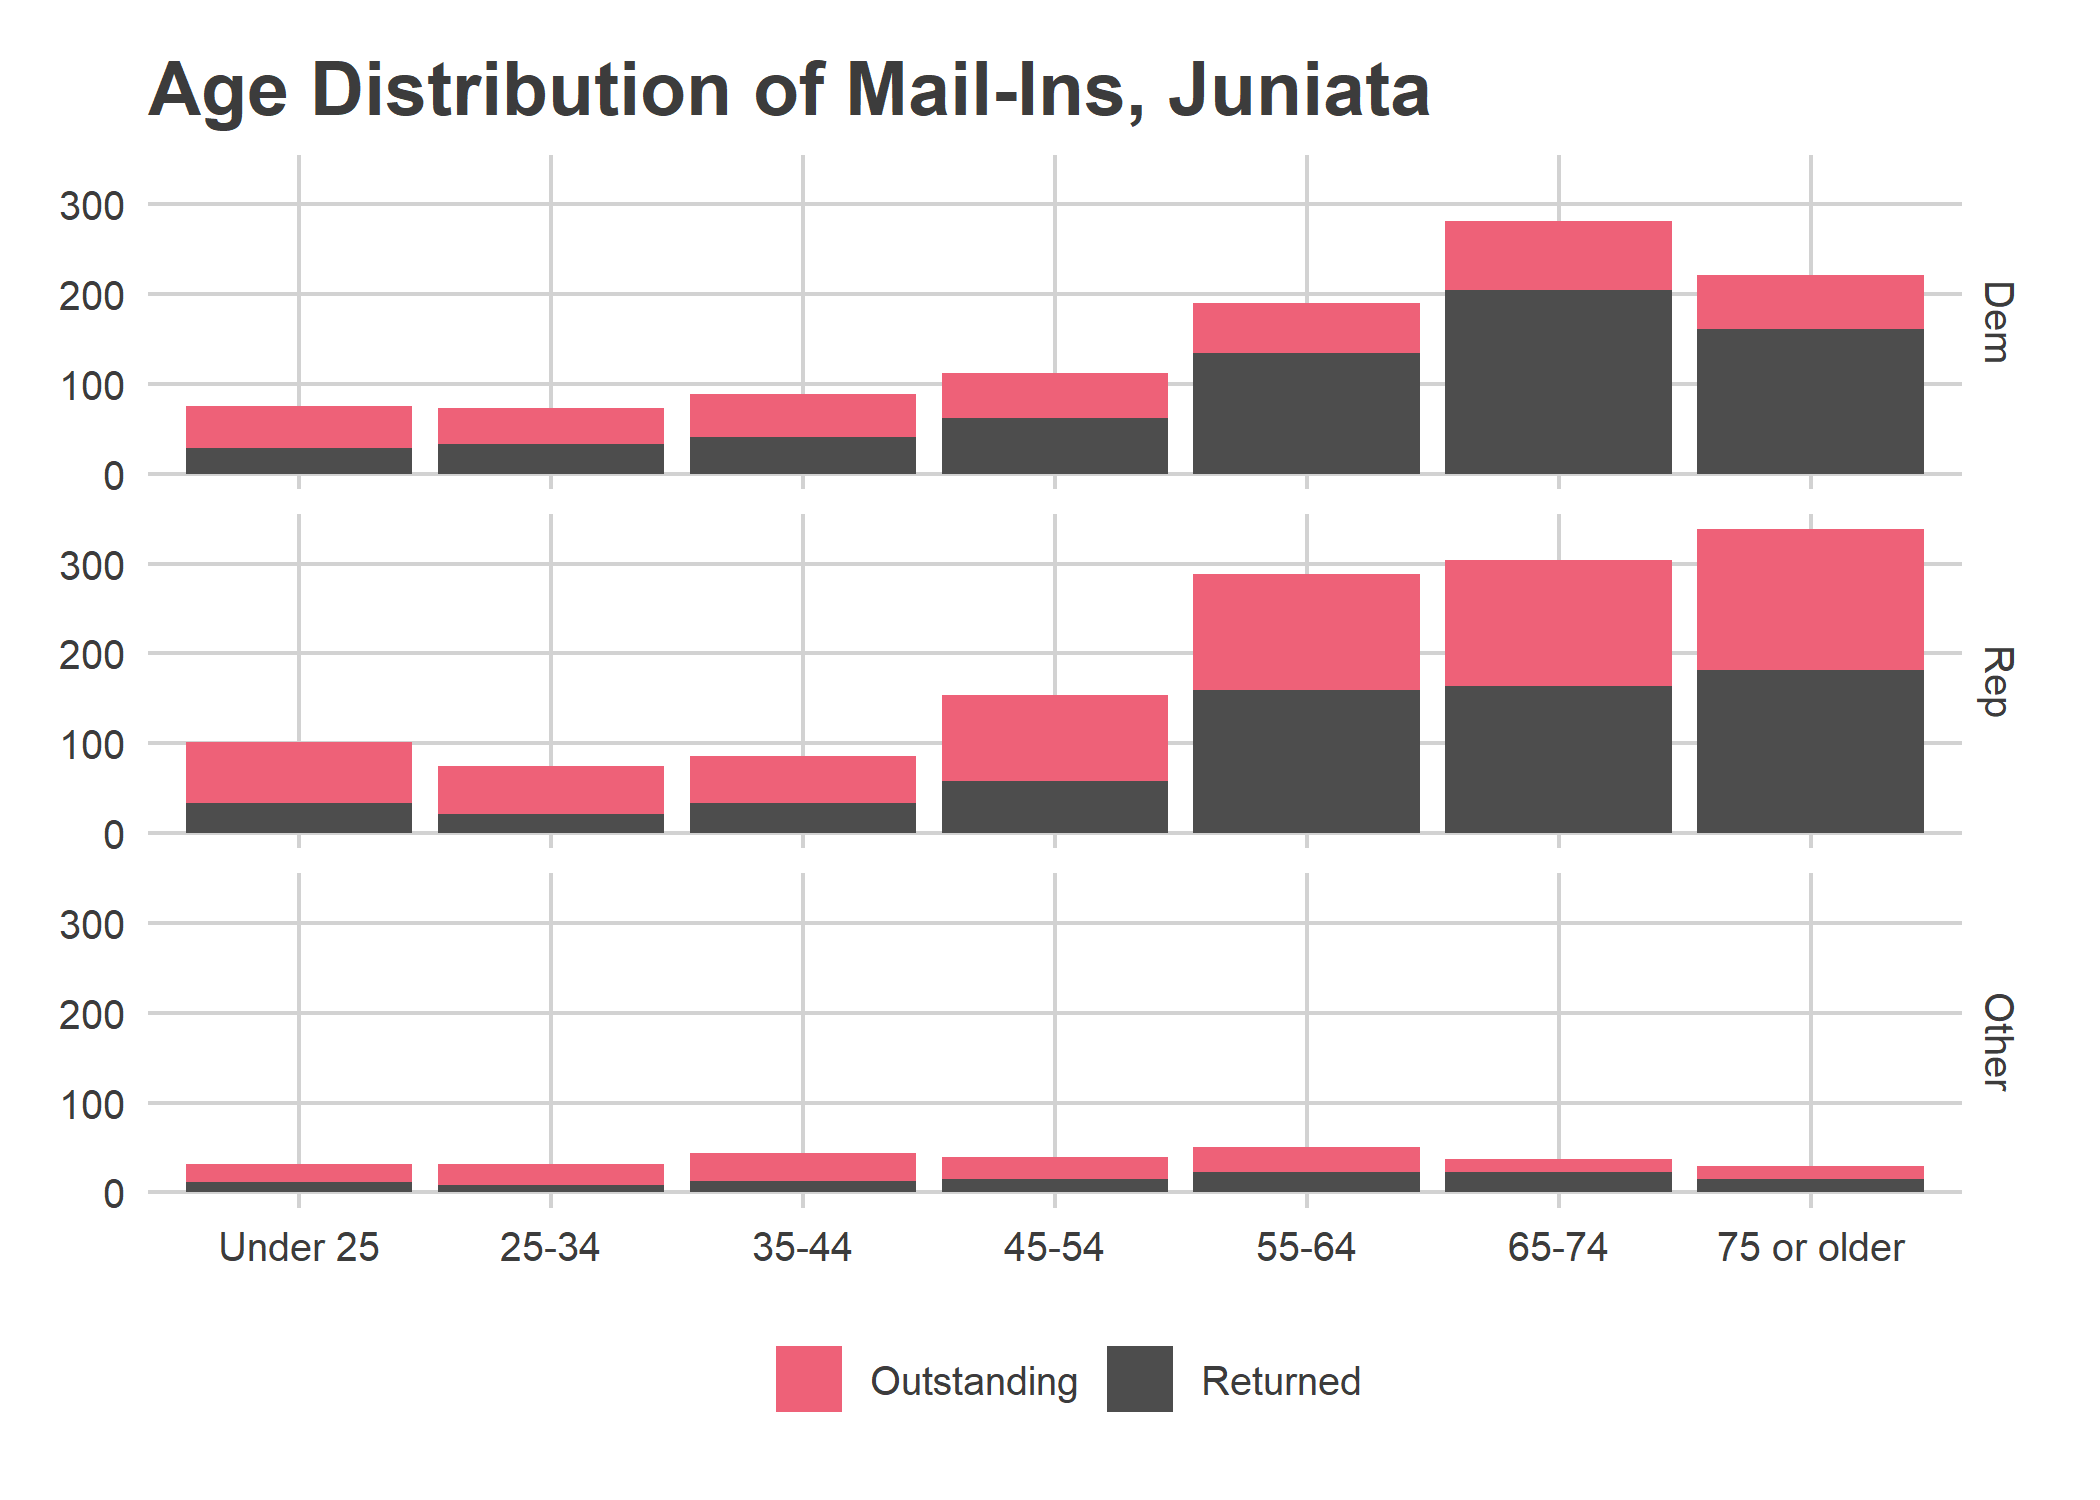 Age Distribution of Mail-Ins, Juniata
300
200
100
0
Dem
300
200
100
0
Rep
300
200
100
0
Other
Under 25 25-34 35-44 45-54 55-64 65-74 75 or older
Outstanding Returned